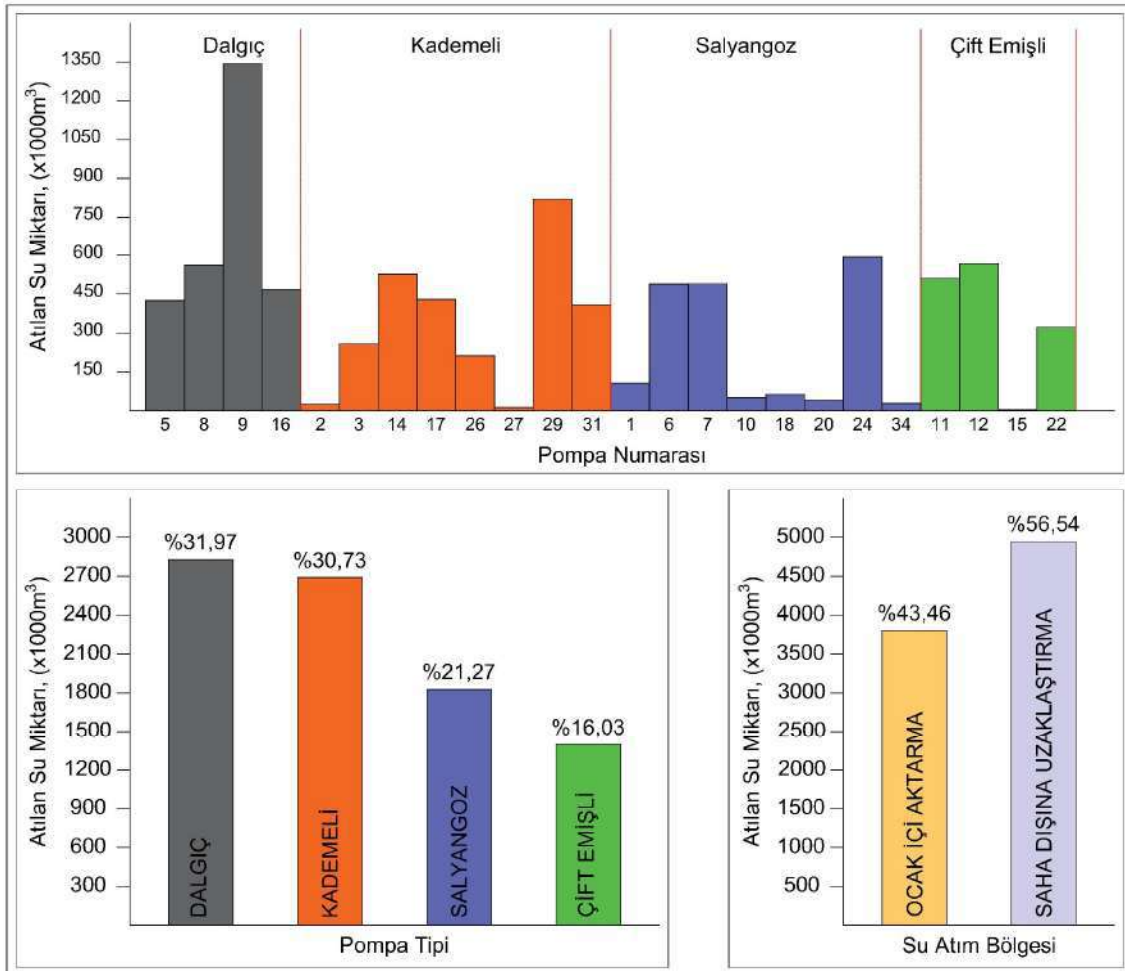 Dalgıç Kademeli Salyangoz Çift Emişli
Atılan Su Miktarı, (x1000m³)
1350
1200
1050
900
750
600
450
300
150
5 8 9 16 2 3 14 17 26 27 29 31 1 6 7 10 18 20 24 34 11 12 15 22
Pompa Numarası
Atılan Su Miktarı, (x1000m³)
3000
2700
2400
2100
1800
1500
1200
900
600
300
%31,97
%30,73
%21,27
%16,03
DALGIÇ
KADEMELİ
SALYANGOZ
ÇİFT EMİŞLİ
Pompa Tipi
Atılan Su Miktarı, (x1000m³)
5000
4500
4000
3500
3000
2500
2000
1500
1000
500
%43,46
%56,54
OCAK İÇİ AKTARMA
SAHA DIŞINA UZAKLAŞTIRMA
Su Atım Bölgesi